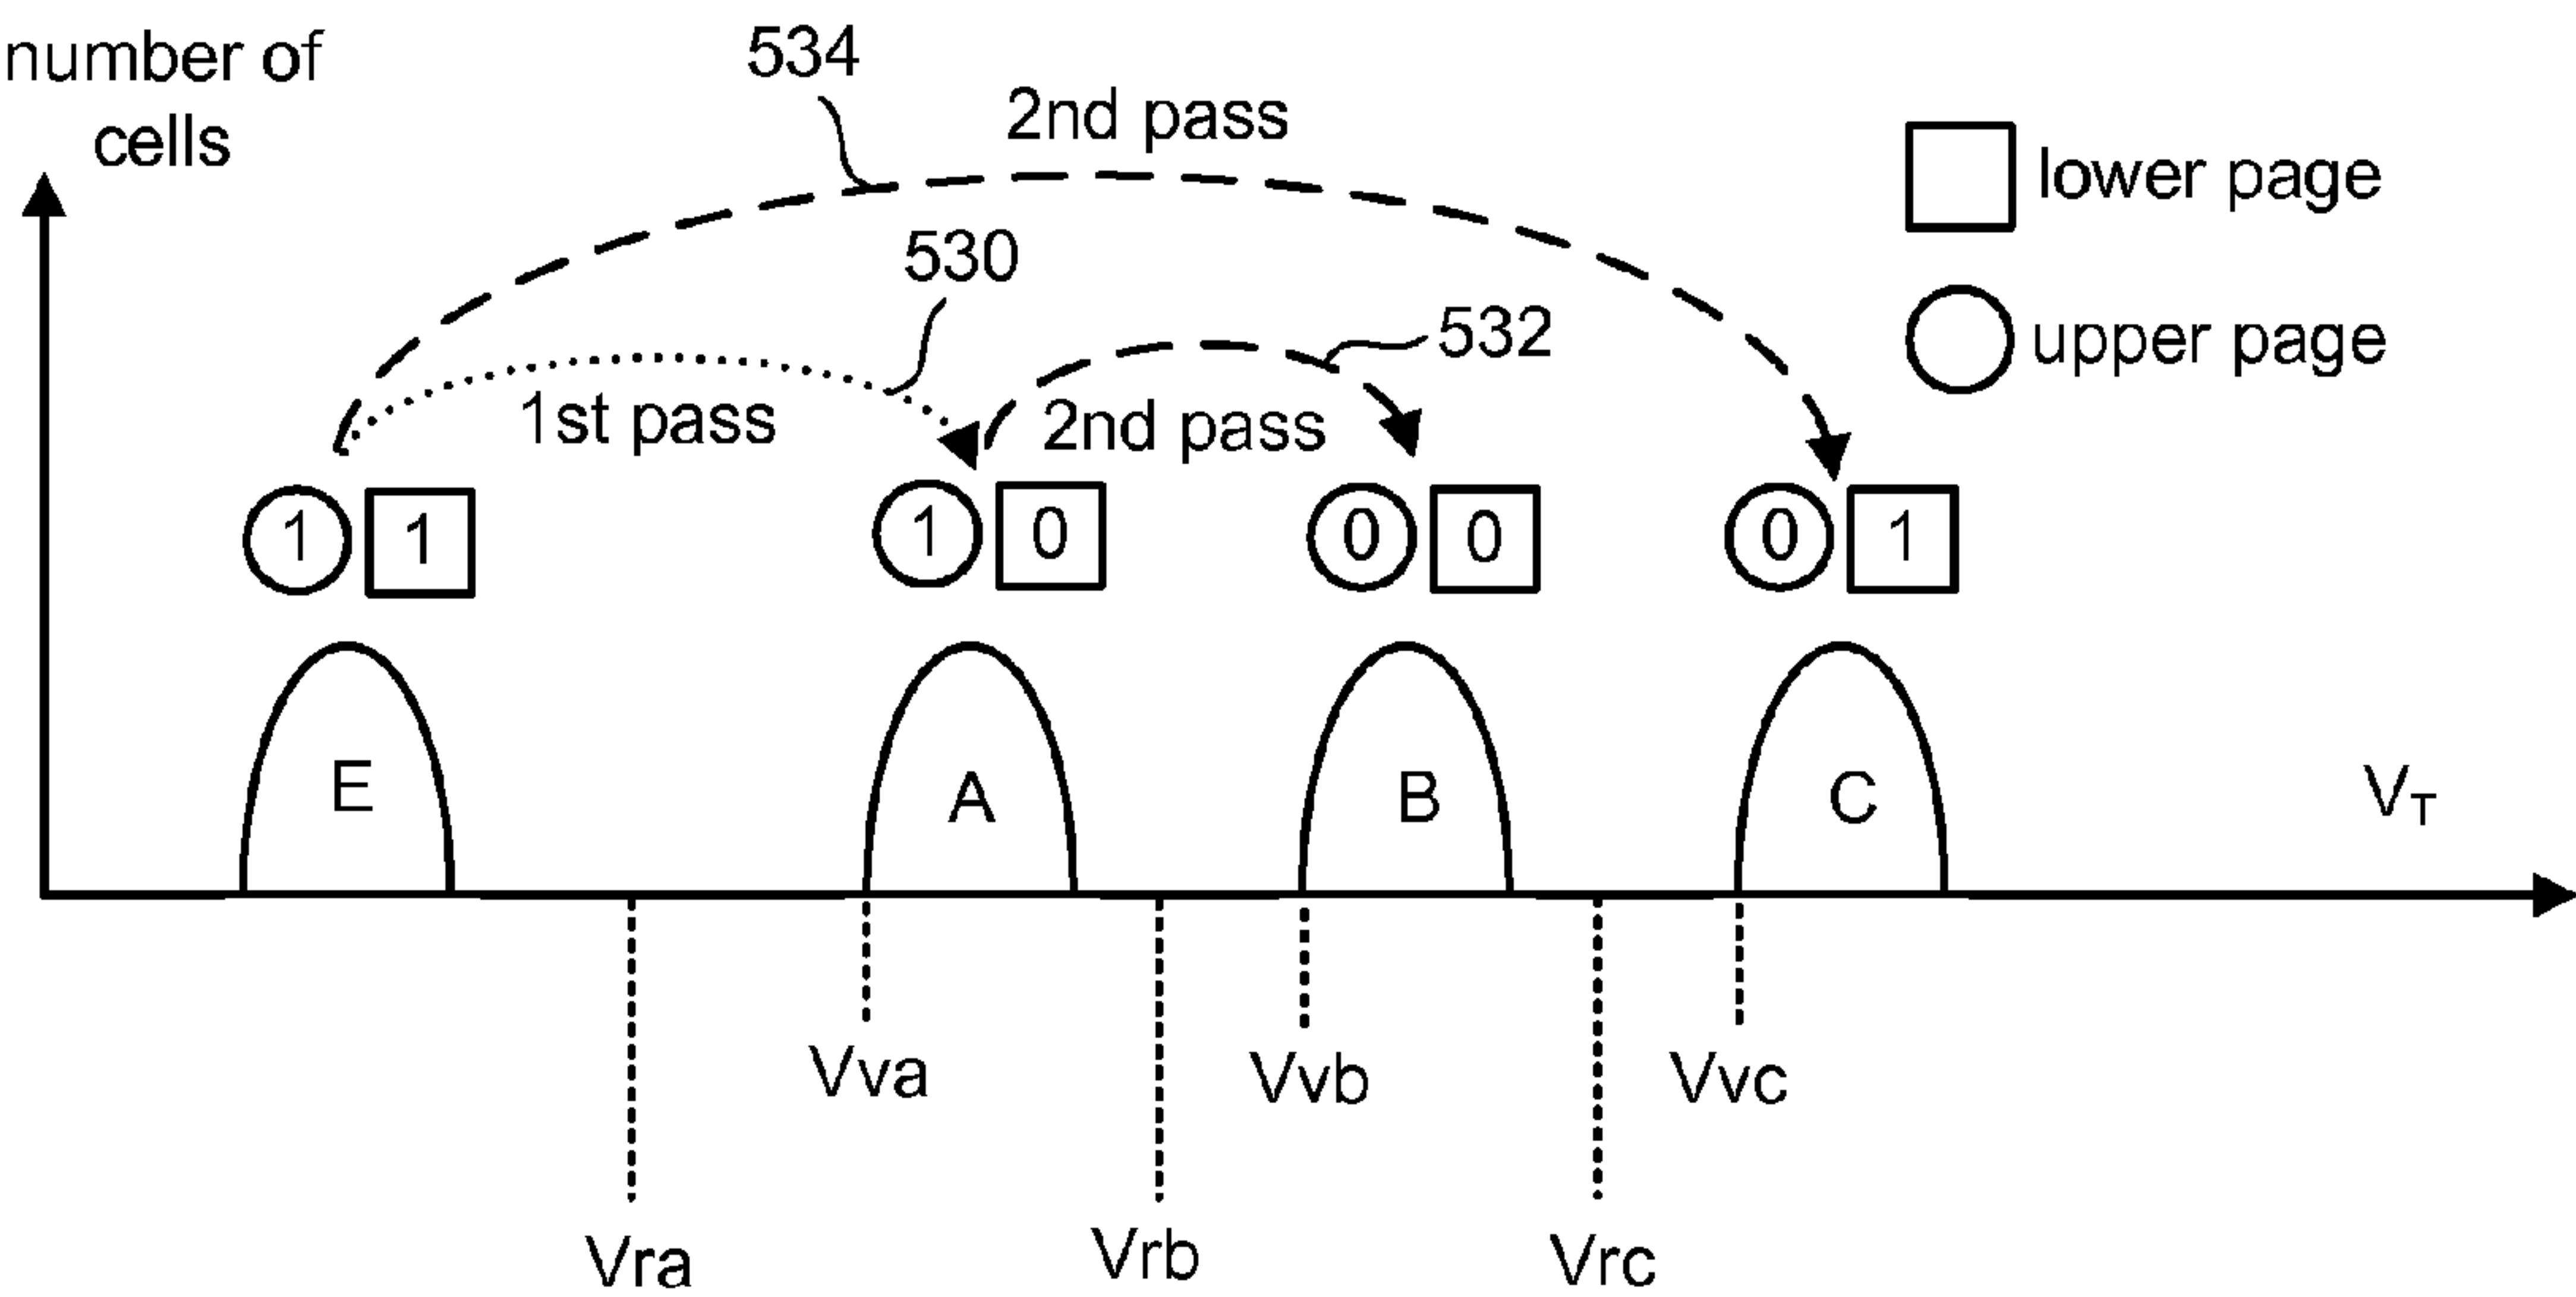 number of
cells
534
2nd pass
lower page
530
upper page
532
1st pass
2nd pass
1 1
1 0
0 0
0 1
E
A
B
C
VT
Vva
Vvb
Vvc
Vra
Vrb
Vrc